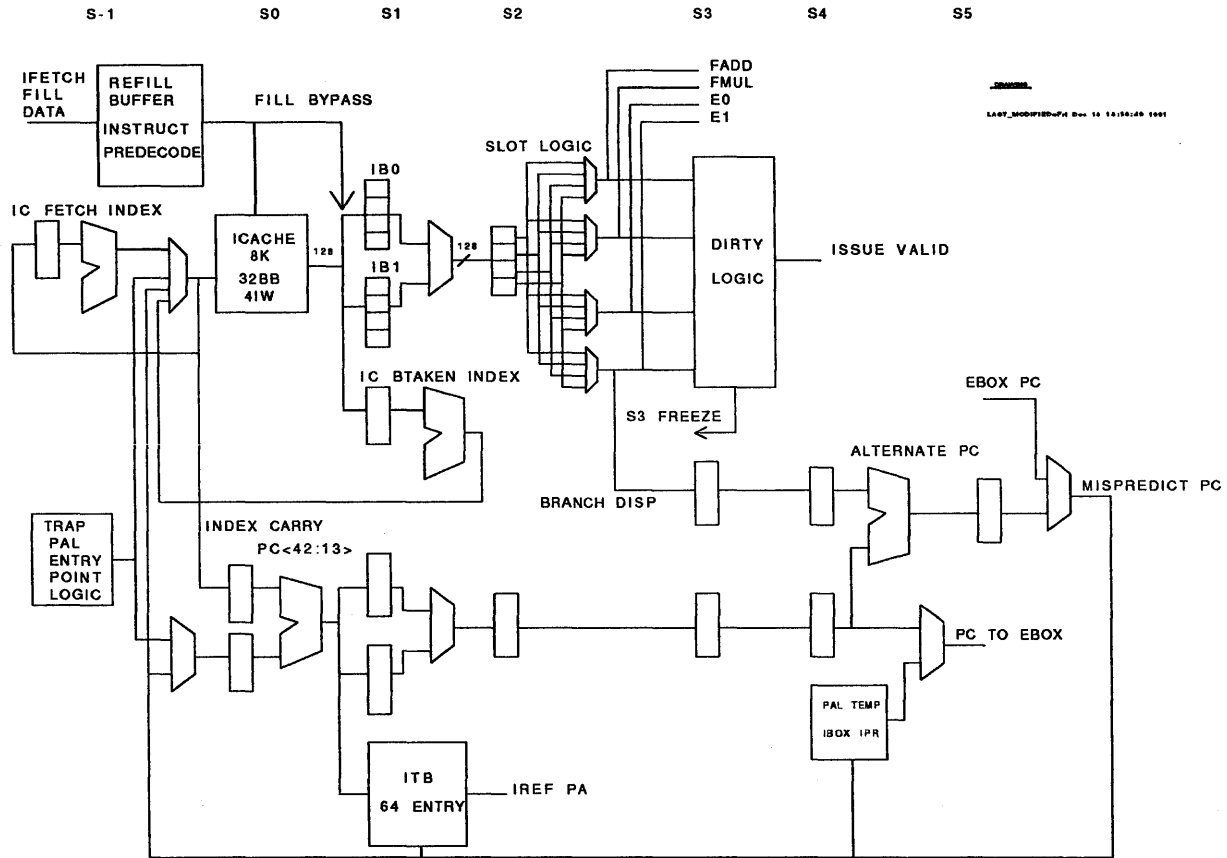 S-1 S0 S1 S2 S3 S4 S5
IFETCH
FILL
DATA
REFILL
BUFFER
INSTRUCT
PREDECODE
FILL BYPASS
FADD
FMUL
E0
E1
SLOT LOGIC
IB0
IC FETCH INDEX
ICACHE
8K
32BB
4IW
128
IB1
128
DIRTY
LOGIC
ISSUE VALID
IC BTAKEN INDEX
S3 FREEZE
EBOX PC
ALTERNATE PC
BRANCH DISP
MISPREDICT PC
TRAP
PAL
ENTRY
POINT
LOGIC
INDEX CARRY
PC<42:13>
PC TO EBOX
PAL TEMP
IBOX IPR
ITB
64 ENTRY
IREF PA